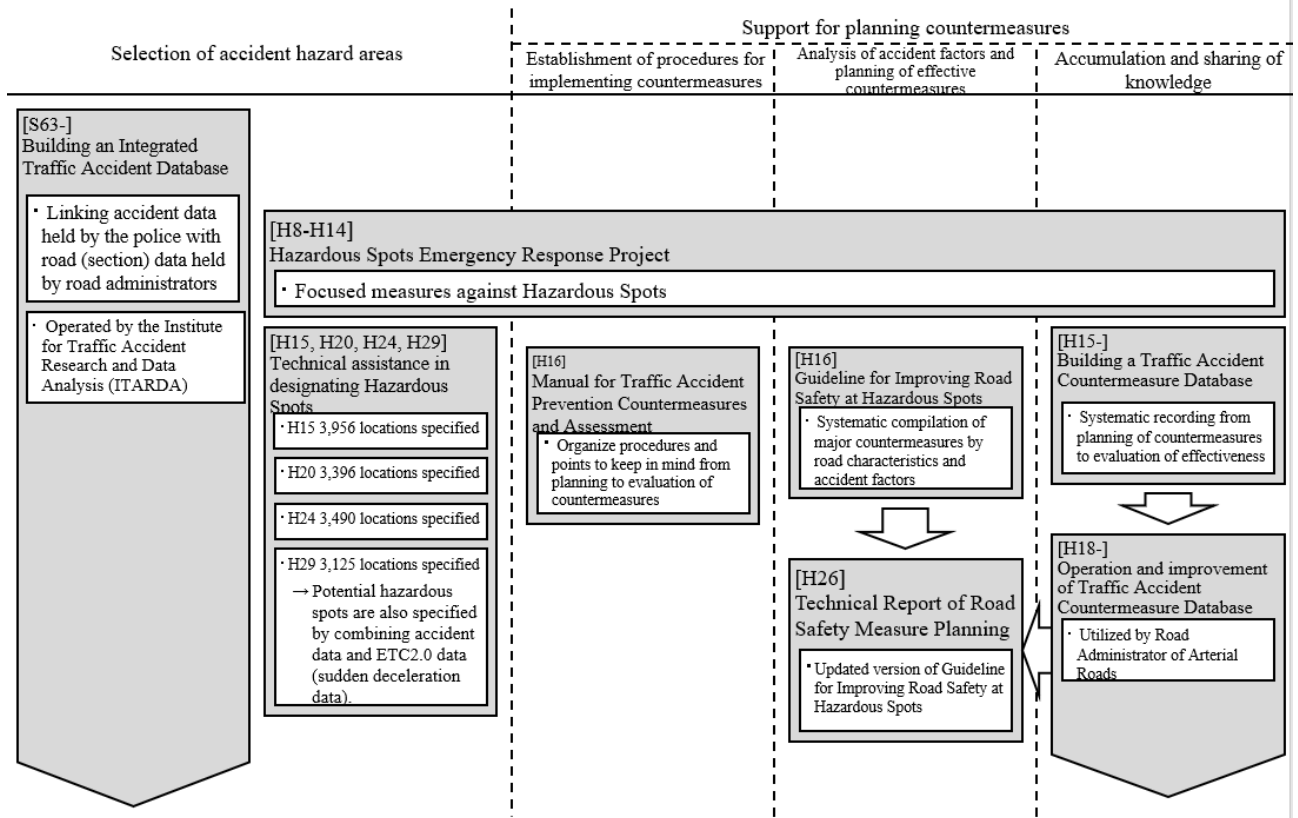 Support for planning countermeasures
Selection of accident hazard areas
Establishment of procedures for
implementing countermeasures
Analysis of accident factors and
planning of effective
countermeasures
Accumulation and sharing of
knowledge
[S63-]
Building an Integrated
Traffic Accident Database
· Linking accident data
held by the police with
road (section) data held
by road administrators
· Operated by the Institute
for Traffic Accident
Research and Data
Analysis (ITARDA)
[H8-H14]
Hazardous Spots Emergency Response Project
· Focused measures against Hazardous Spots
[H15, H20, H24, H29]
Technical assistance in
designating Hazardous
Spots
· H15 3,956 locations specified
· H20 3,396 locations specified
· H24 3,490 locations specified
· H29 3,125 locations specified
→ Potential hazardous
spots are also specified
by combining accident
data and ETC2.0 data
(sudden deceleration
data).
[H16]
Manual for Traffic Accident
Prevention Countermeasures
and Assessment
· Organize procedures and
points to keep in mind from
planning to evaluation of
countermeasures
[H16]
Guideline for Improving Road
Safety at Hazardous Spots
· Systematic compilation of
major countermeasures by
road characteristics and
accident factors
[H26]
Technical Report of Road
Safety Measure Planning
· Updated version of Guideline
for Improving Road Safety at
Hazardous Spots
[H15-]
Building a Traffic Accident
Countermeasure Database
· Systematic recording from
planning of countermeasures
to evaluation of effectiveness
[H18-]
Operation and improvement
of Traffic Accident
Countermeasure Database
· Utilized by Road
Administrator of Arterial
Roads